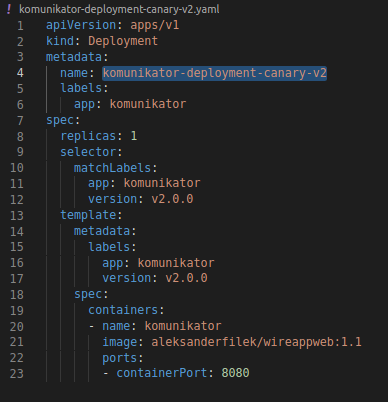 ! komunikator-deployment-canary-v2.yaml
1 apiVersion: apps/v1
2 kind: Deployment
3 metadata:
4   name: komunikator-deployment-canary-v2
5   labels:
6     app: komunikator
7 spec:
8   replicas: 1
9   selector:
10     matchLabels:
11       app: komunikator
12       version: v2.0.0
13   template:
14     metadata:
15       labels:
16         app: komunikator
17         version: v2.0.0
18     spec:
19       containers:
20       - name: komunikator
21         image: aleksanderfilek/wireappweb:1.1
22         ports:
23         - containerPort: 8080